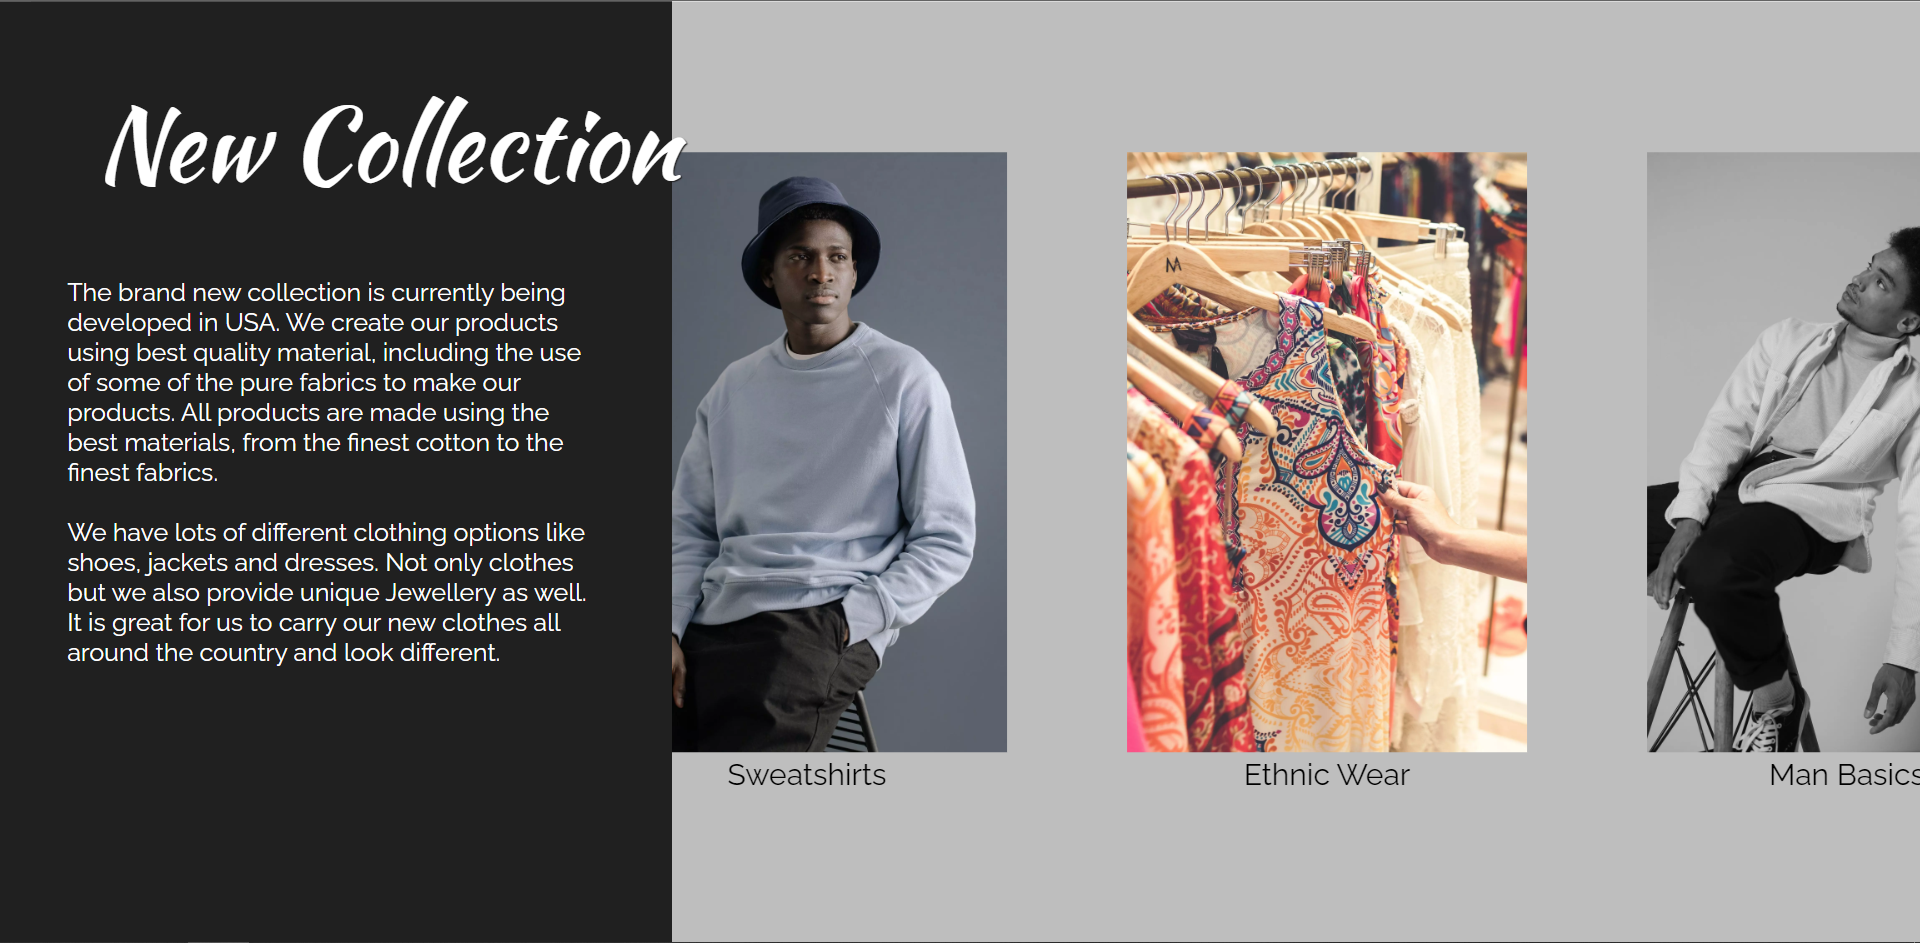 New Collection
The brand new collection is currently being
developed in USA. We create our products
using best quality material, including the use
of some of the pure fabrics to make our
products. All products are made using the
best materials, from the finest cotton to the
finest fabrics.
We have lots of different clothing options like
shoes, jackets and dresses. Not only clothes
but we also provide unique Jewellery as well.
It is great for us to carry our new clothes all
around the country and look different.
M
Sweatshirts
Ethnic Wear
Man Basics